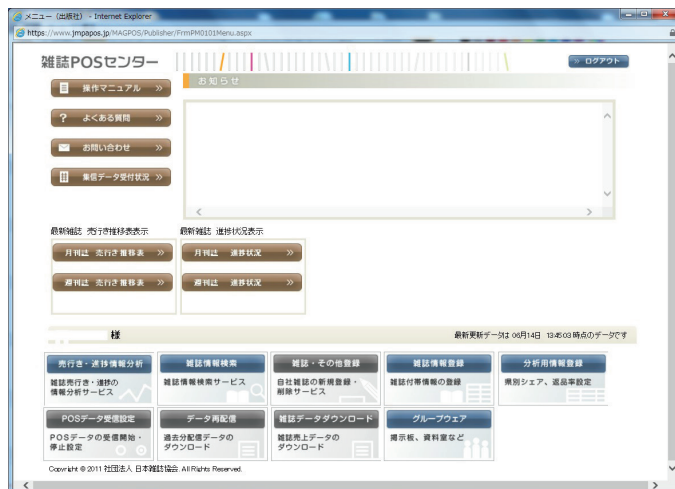 メニュー (出版社) - Internet Explorer
https://www.jmpapos.jp/MAGPOS/Publisher/FrmPM0101Menu.aspx
雑誌POSセンター
ログアウト
お知らせ
操作マニュアル
? よくある質問
お問い合わせ
集信データ受付状況
最新雑誌 売行き推移表表示
最新雑誌 進捗状況表示
月刊誌 売行き推移表
月刊誌 進捗状況
週刊誌 売行き推移表
週刊誌 進捗状況
様
最新更新データは 06月14日 13:45:03 時点のデータです
売行き・進捗情報分析
雑誌情報検索
雑誌・その他登録
雑誌情報登録
分析用情報登録
雑誌売行き・進捗の
情報分析サービス
雑誌情報検索サービス
自社雑誌の新規登録・
削除サービス
雑誌付帯情報の登録
県別シェア、返品率設定
POSデータ受信設定
データ再配信
雑誌データダウンロード
グループウェア
POSデータの受信開始・
停止設定
過去分配信データの
ダウンロード
雑誌売上データの
ダウンロード
掲示板、資料室など
Copyright © 2011 社団法人 日本雑誌協会. All Rights Reserved.